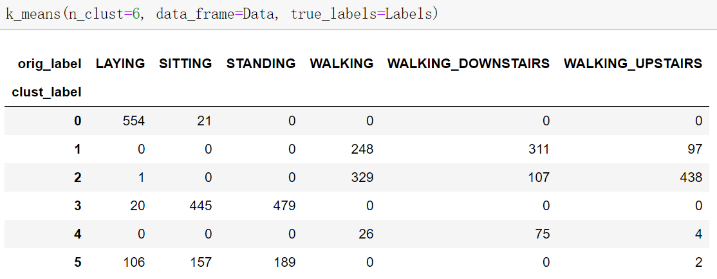 k_means(n_clust=6, data_frame=Data, true_labels=Labels)
orig_label LAYING SITTING STANDING WALKING WALKING_DOWNSTAIRS WALKING_UPSTAIRS
clust_label
0 554 21 0 0 0 0
1 0 0 0 248 311 97
2 1 0 0 329 107 438
3 20 445 479 0 0 0
4 0 0 0 26 75 4
5 106 157 189 0 0 2